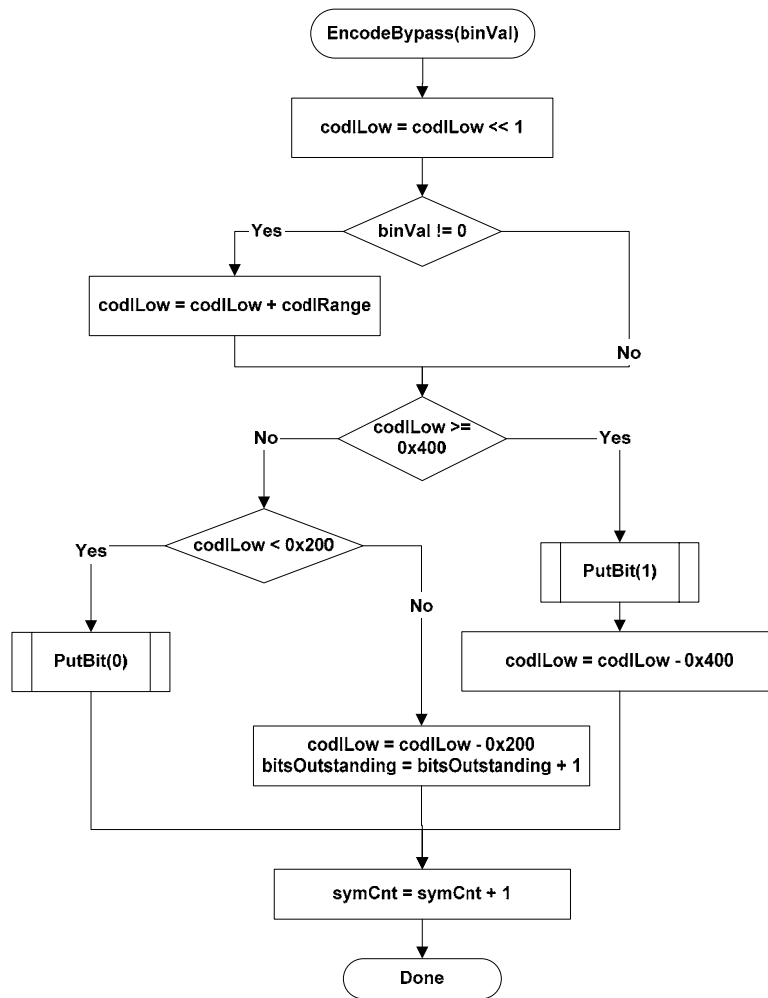 EncodeBypass(binVal)
codILow = codILow << 1
Yes
binVal != 0
codILow = codILow + codIRange
No
No
codILow >=
0x400
Yes
Yes
codILow < 0x200
No
PutBit(1)
PutBit(0)
codILow = codILow - 0x400
codILow = codILow - 0x200
bitsOutstanding = bitsOutstanding + 1
symCnt = symCnt + 1
Done